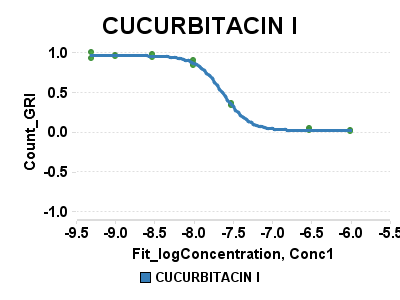 CUCURBITACIN I
Count_GRI
1.0
0.5
0.0
-0.5
-1.0
-9.5 -9.0 -8.5 -8.0 -7.5 -7.0 -6.5 -6.0 -5.5
Fit_logConcentration, Conc1
CUCURBITACIN I